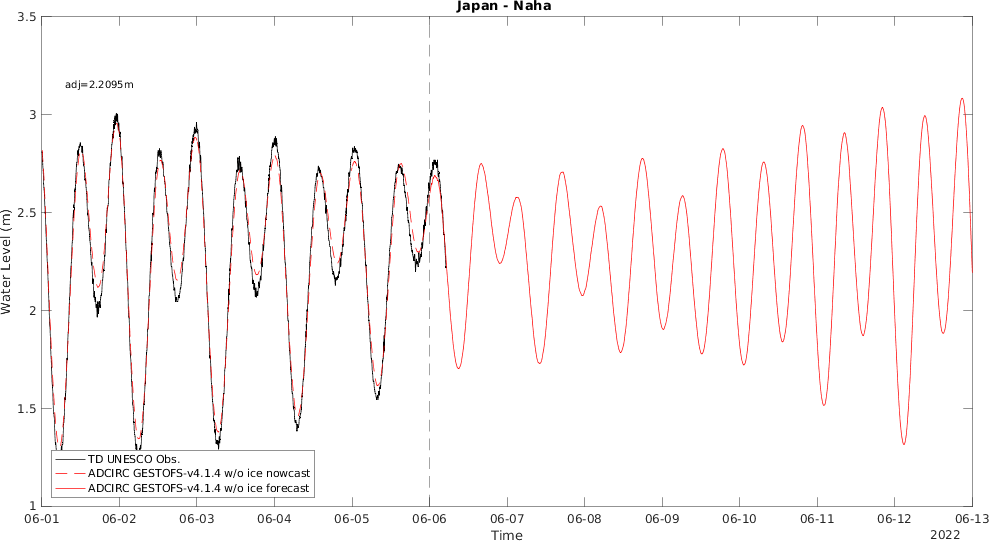 Japan - Naha
3.5
adj=2.2095m
3
2.5
2
1.5
1
Water Level (m)
TD UNESCO Obs.
ADCIRC GESTOFS-v4.1.4 w/o ice nowcast
ADCIRC GESTOFS-v4.1.4 w/o ice forecast
06-01 06-02 06-03 06-04 06-05 06-06 06-07 06-08 06-09 06-10 06-11 06-12 06-13
Time
2022